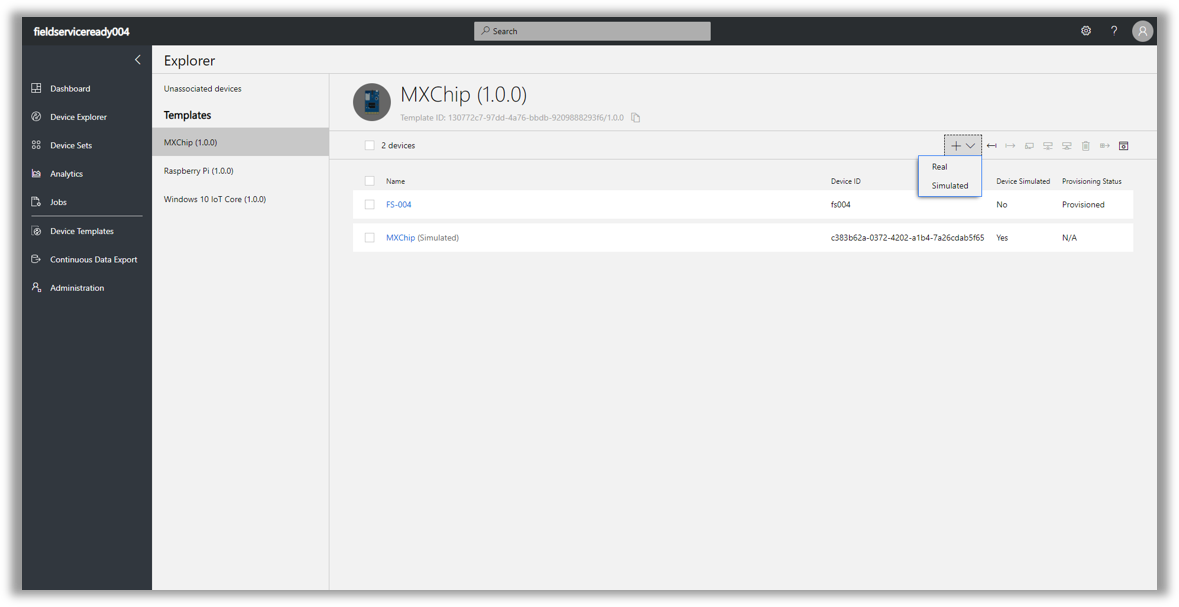 fieldserviceready004
Search
?
Explorer
Dashboard
Device Explorer
Device Sets
Analytics
Jobs
Device Templates
Continuous Data Export
Administration
Unassociated devices
Templates
MXChip (1.0.0)
Raspberry Pi (1.0.0)
Windows 10 IoT Core (1.0.0)
MXChip (1.0.0)
Template ID: 130772c7-97dd-4a76-bbdb-9209888293f6/1.0.0
2 devices
Real
Simulated
Name Device ID Device Simulated Provisioning Status
FS-004 fs004 No Provisioned
MXChip (Simulated) c383b62a-0372-4202-a1b4-7a26cdab5f65 Yes N/A